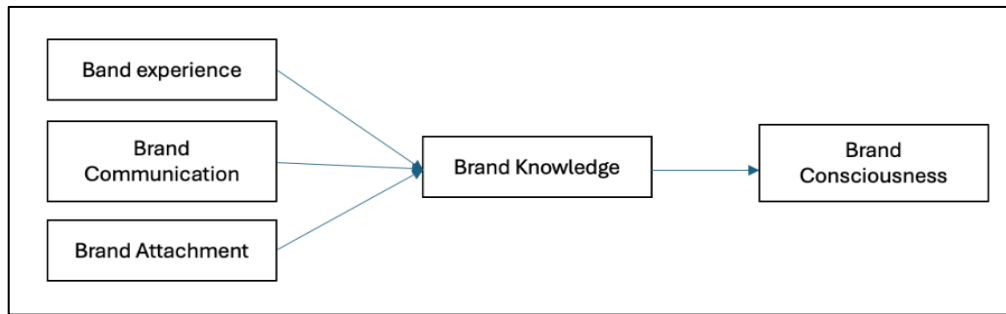 Band experience
Brand
Communication
Brand Attachment
Brand Knowledge
Brand
Consciousness